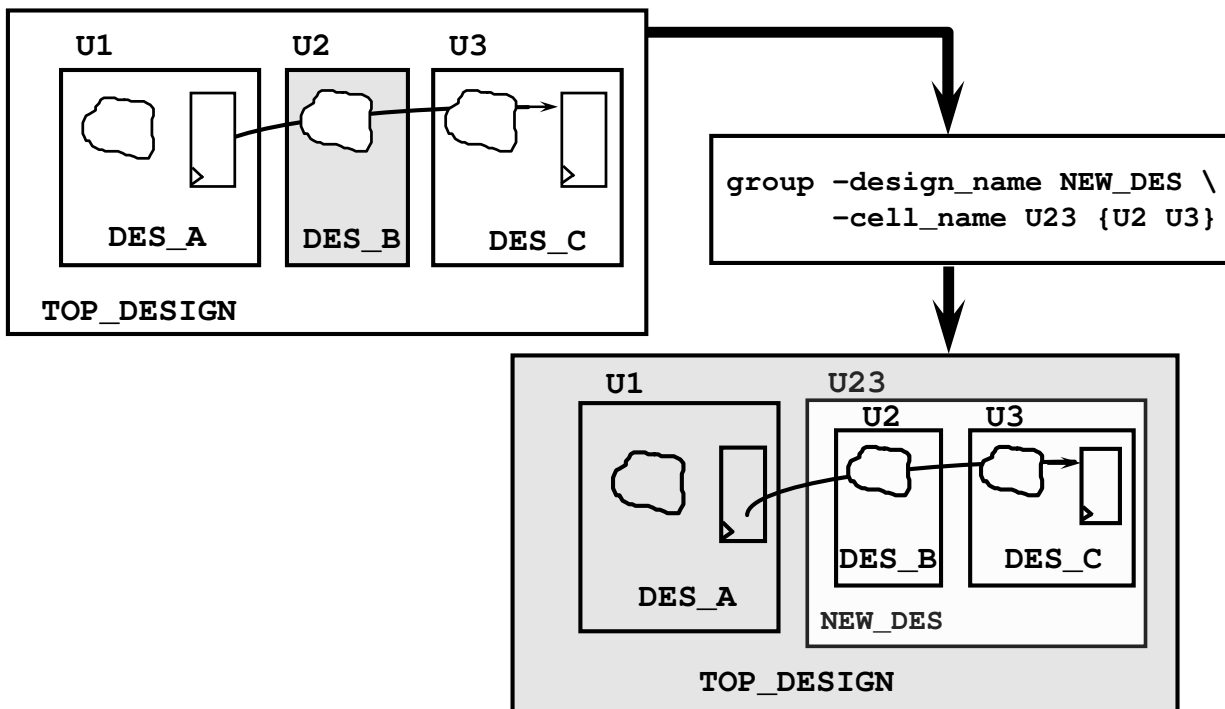 U1 U2 U3
DES_A DES_B DES_C
TOP_DESIGN
group –design_name NEW_DES \
–cell_name U23 {U2 U3}
U1 U23
U2 U3
DES_B DES_C
DES_A
NEW_DES
TOP_DESIGN